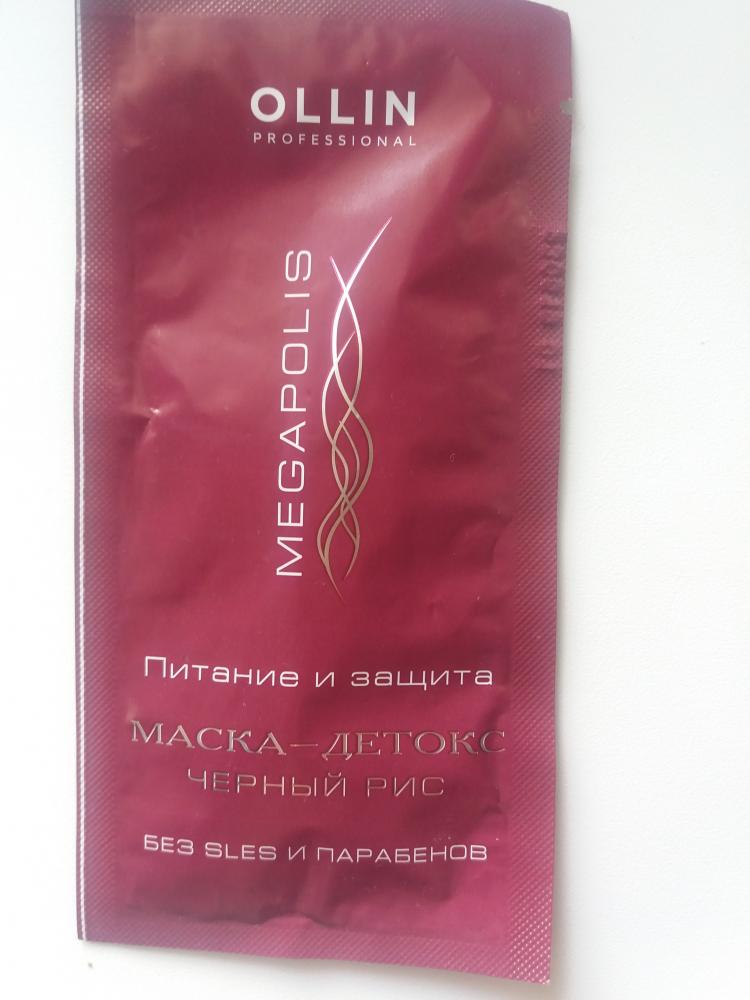 OLLIN
PROFESSIONAL
MEGAPOLIS
Питание и защита
МАСКА–ДЕТОКС
ЧЕРНЫЙ РИС
БЕЗ SLES И ПАРАБЕНОВ